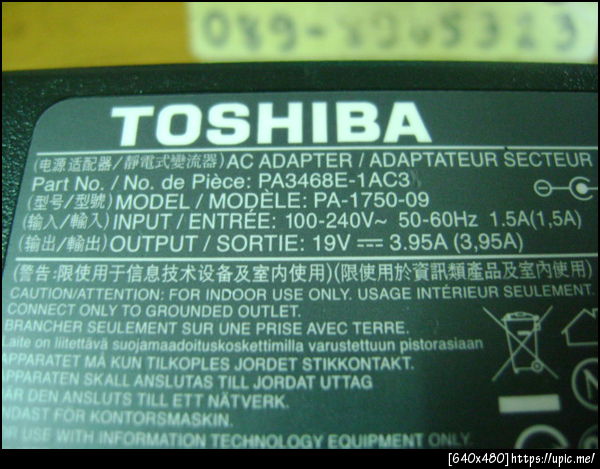 TOSHIBA
(电源适配器/靜電式變流器) AC ADAPTER / ADAPTATEUR SECTEUR
Part No. / No. de Pièce: PA3468E-1AC3
(型号/型號) MODEL / MODÈLE: PA-1750-09
(输入/輸入) INPUT / ENTRÉE: 100-240V~ 50-60Hz 1.5A (1,5A)
(输出/輸出) OUTPUT / SORTIE: 19V ⎓ 3.95A (3,95A)
(警告:限使用于信息技术设备及室内使用)(限使用於資訊類產品及室內使
CAUTION/ATTENTION: FOR INDOOR USE ONLY. USAGE INTÉRIEUR SEULEMENT.
CONNECT ONLY TO GROUNDED OUTLET.
BRANCHER SEULEMENT SUR UNE PRISE AVEC TERRE.
Laite on liitettävä suojamaadoituskoskettimilla varustettuun pistorasiaan
APPARATET MÅ KUN TILKOPLES JORDET STIKKONTAKT.
APPARATEN SKALL ANSLUTAS TILL JORDAT UTTAG
ÄR DEN ANSLUTS TILL ETT NÄTVERK.
NDAST FÖR KONTORSMASKIN.
R USE WITH INFORMATION TECHNOLOGY EQUIPMENT ONLY
[640x480] https://upic.me/